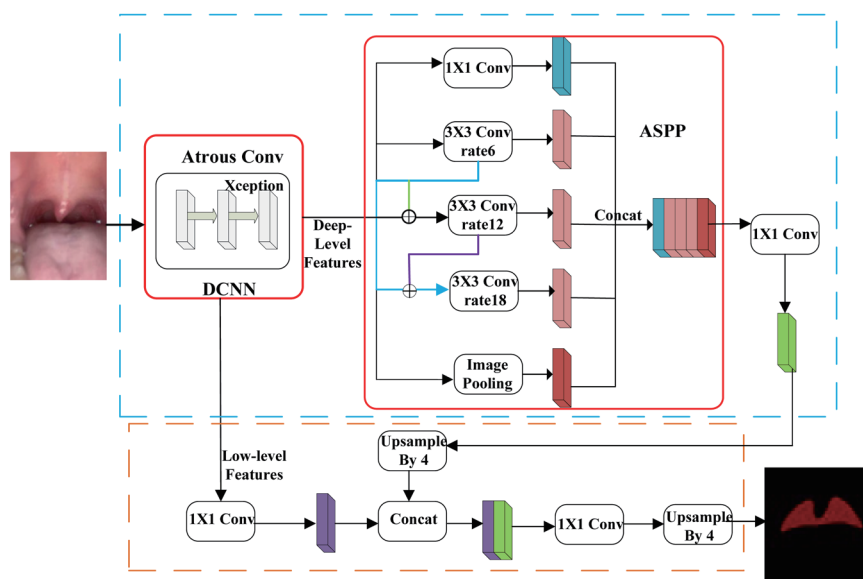 1X1 Conv
ASPP
3X3 Conv
rate6
Atrous Conv
Xception
Deep-
Level
Features
3X3 Conv
rate12
Concat
1X1 Conv
DCNN
3X3 Conv
rate18
Image
Pooling
Low-level
Features
Upsample
By 4
1X1 Conv
Concat
1X1 Conv
Upsample
By 4